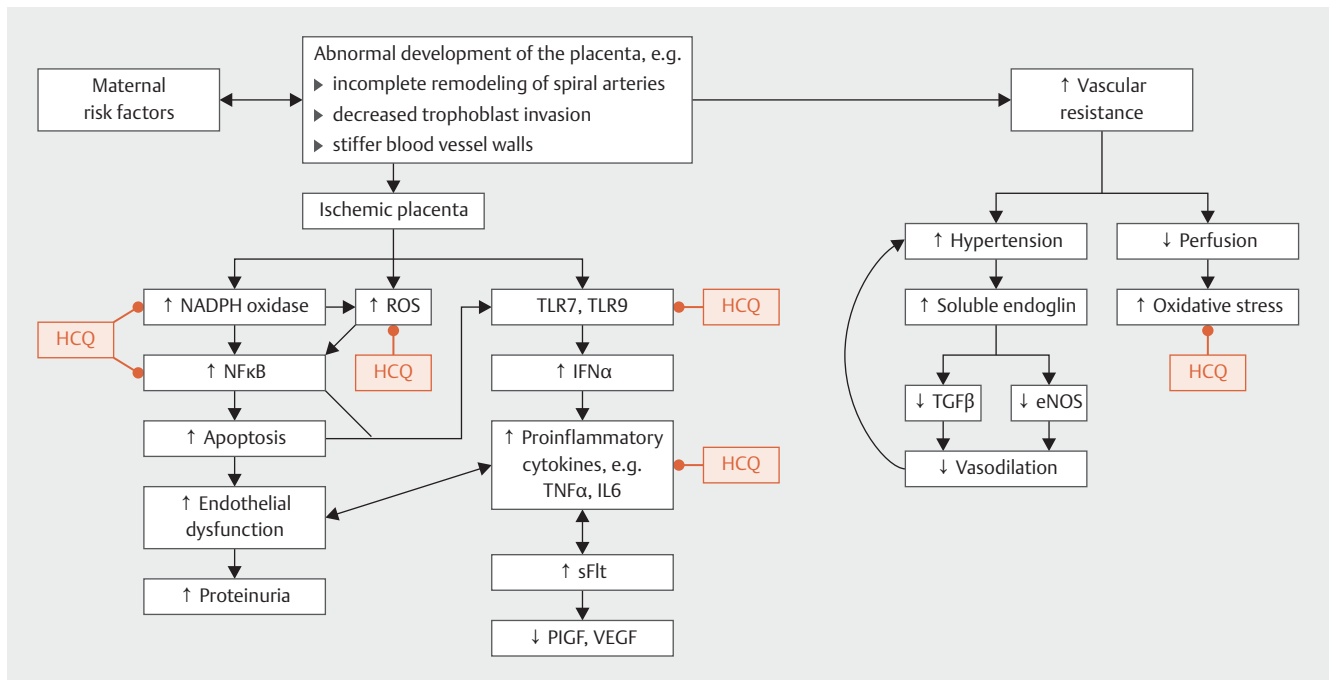 Abnormal development of the placenta, e.g.
▶ incomplete remodeling of spiral arteries
▶ decreased trophoblast invasion
▶ stiffer blood vessel walls
Maternal
risk factors
↑ Vascular
resistance
Ischemic placenta
↑ Hypertension
↓ Perfusion
↑ NADPH oxidase
↑ ROS
TLR7, TLR9
HCQ
↑ Soluble endoglin
↑ Oxidative stress
HCQ
↑ NFκB
HCQ
↑ IFNα
HCQ
↓ TGFβ
↓ eNOS
↑ Apoptosis
↑ Proinflammatory
cytokines, e.g.
TNFα, IL6
HCQ
↓ Vasodilation
↑ Endothelial
dysfunction
↑ sFlt
↑ Proteinuria
↓ PIGF, VEGF